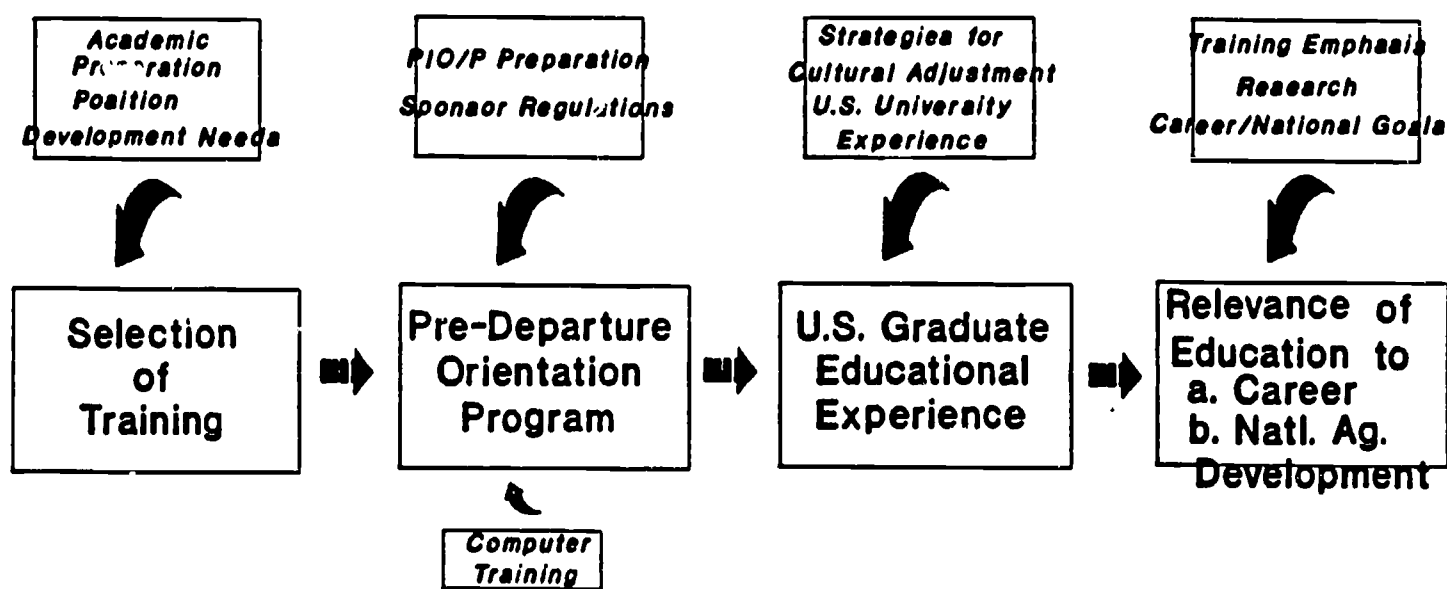 Academic
Preparation
Position
Development Needs
PIO/P Preparation
Sponsor Regulations
Strategies for
Cultural Adjustment
U.S. University
Experience
Training Emphasis
Research
Career/National Goals
Selection
of
Training
Pre-Departure
Orientation
Program
U.S. Graduate
Educational
Experience
Relevance of
Education to
a. Career
b. Natl. Ag.
Development
Computer
Training